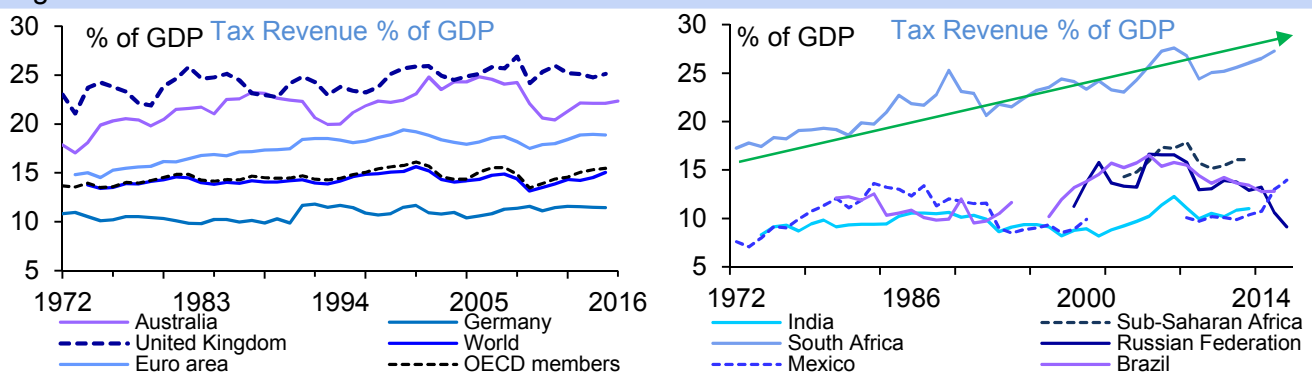 % of GDP
Tax Revenue % of GDP
30
25
20
15
10
5
1972
1983
1994
2005
2016
Australia
Germany
United Kingdom
World
Euro area
OECD members
% of GDP
Tax Revenue % of GDP
30
25
20
15
10
5
1972
1986
2000
2014
India
Sub-Saharan Africa
South Africa
Russian Federation
Mexico
Brazil